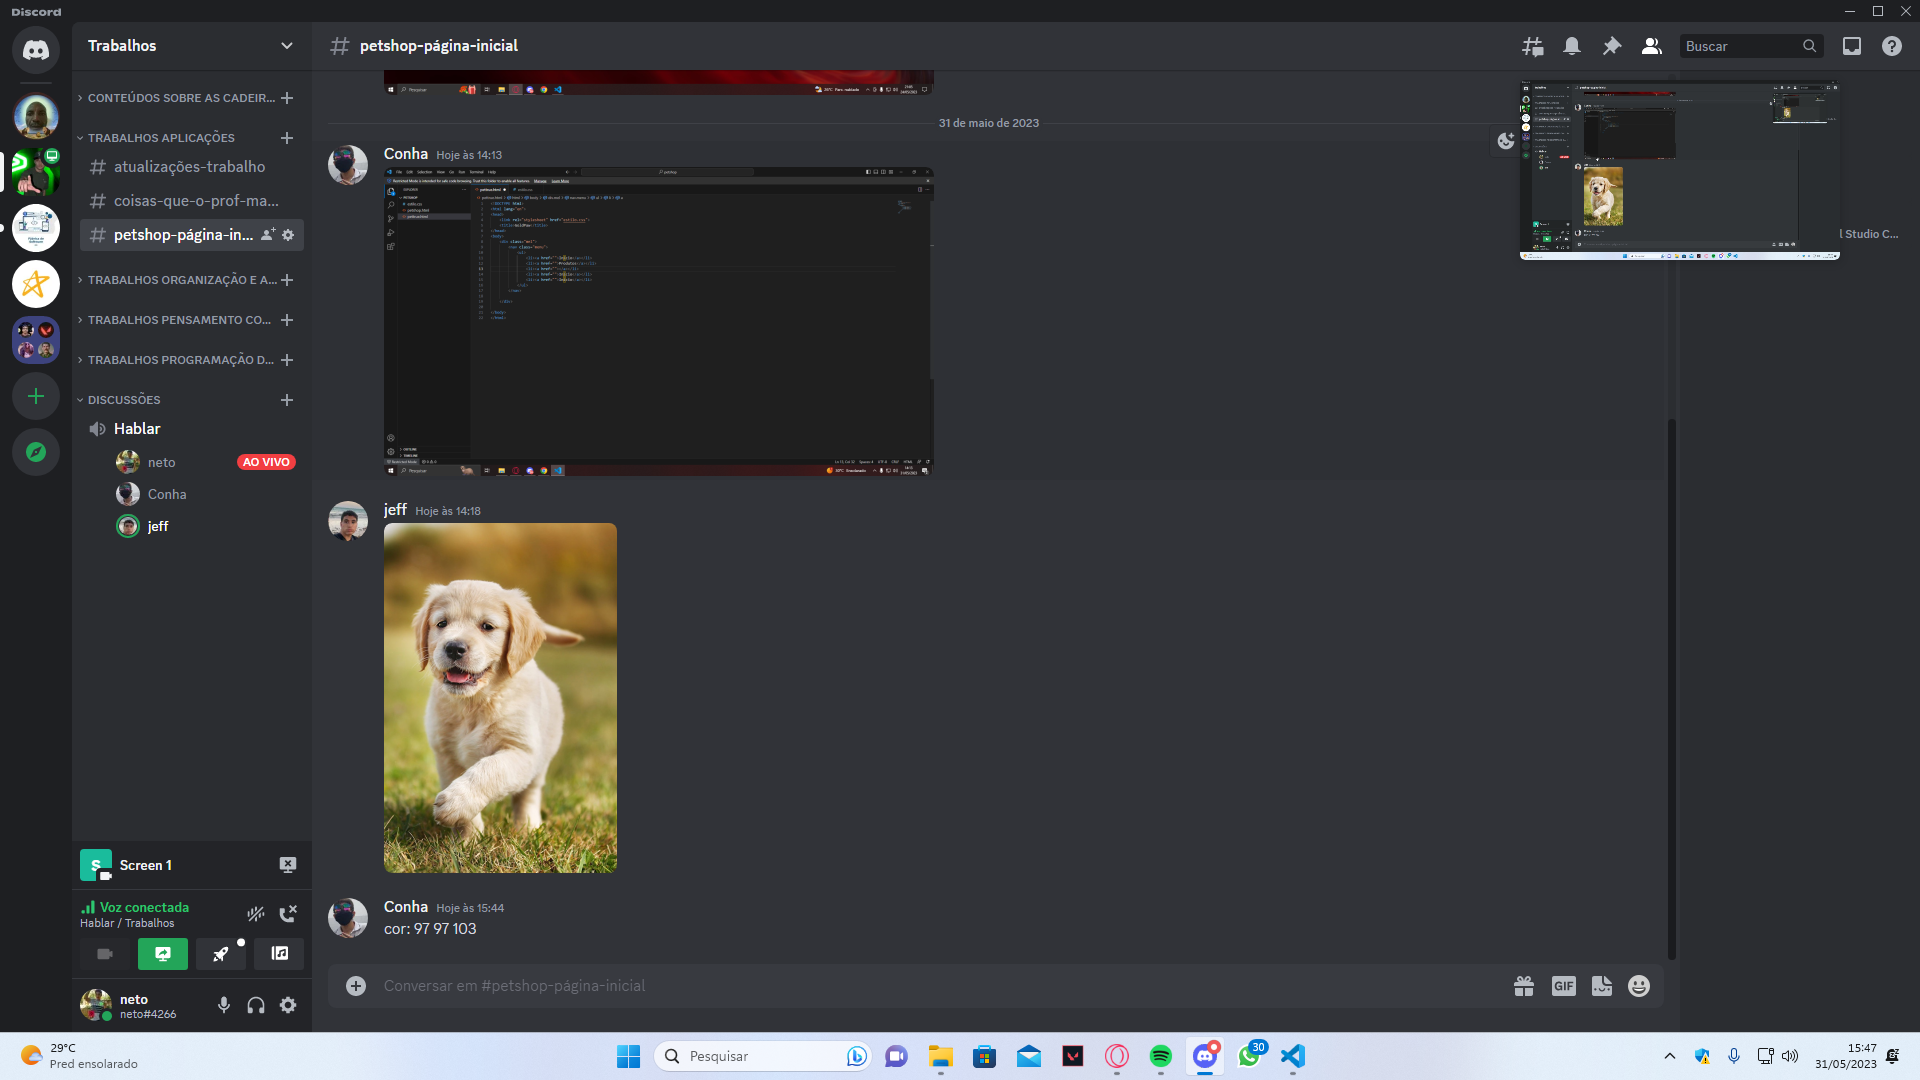 Discord
Trabalhos
petshop-página-inicial
Buscar
CONTEÚDOS SOBRE AS CADEIR...
TRABALHOS APLICAÇÕES
atualizações-trabalho
coisas-que-o-prof-ma...
petshop-página-in...
TRABALHOS ORGANIZAÇÃO E A...
TRABALHOS PENSAMENTO CO...
TRABALHOS PROGRAMAÇÃO D...
DISCUSSÕES
Hablar
neto
AO VIVO
Conha
jeff
Screen 1
Voz conectada
Hablar / Trabalhos
neto
neto#4266
31 de maio de 2023
Conha Hoje às 14:13
jeff Hoje às 14:18
Conha Hoje às 15:44
cor: 97 97 103
Conversar em #petshop-página-inicial
GIF
l Studio C...
29°C
Pred ensolarado
Pesquisar
30
15:47
31/05/2023